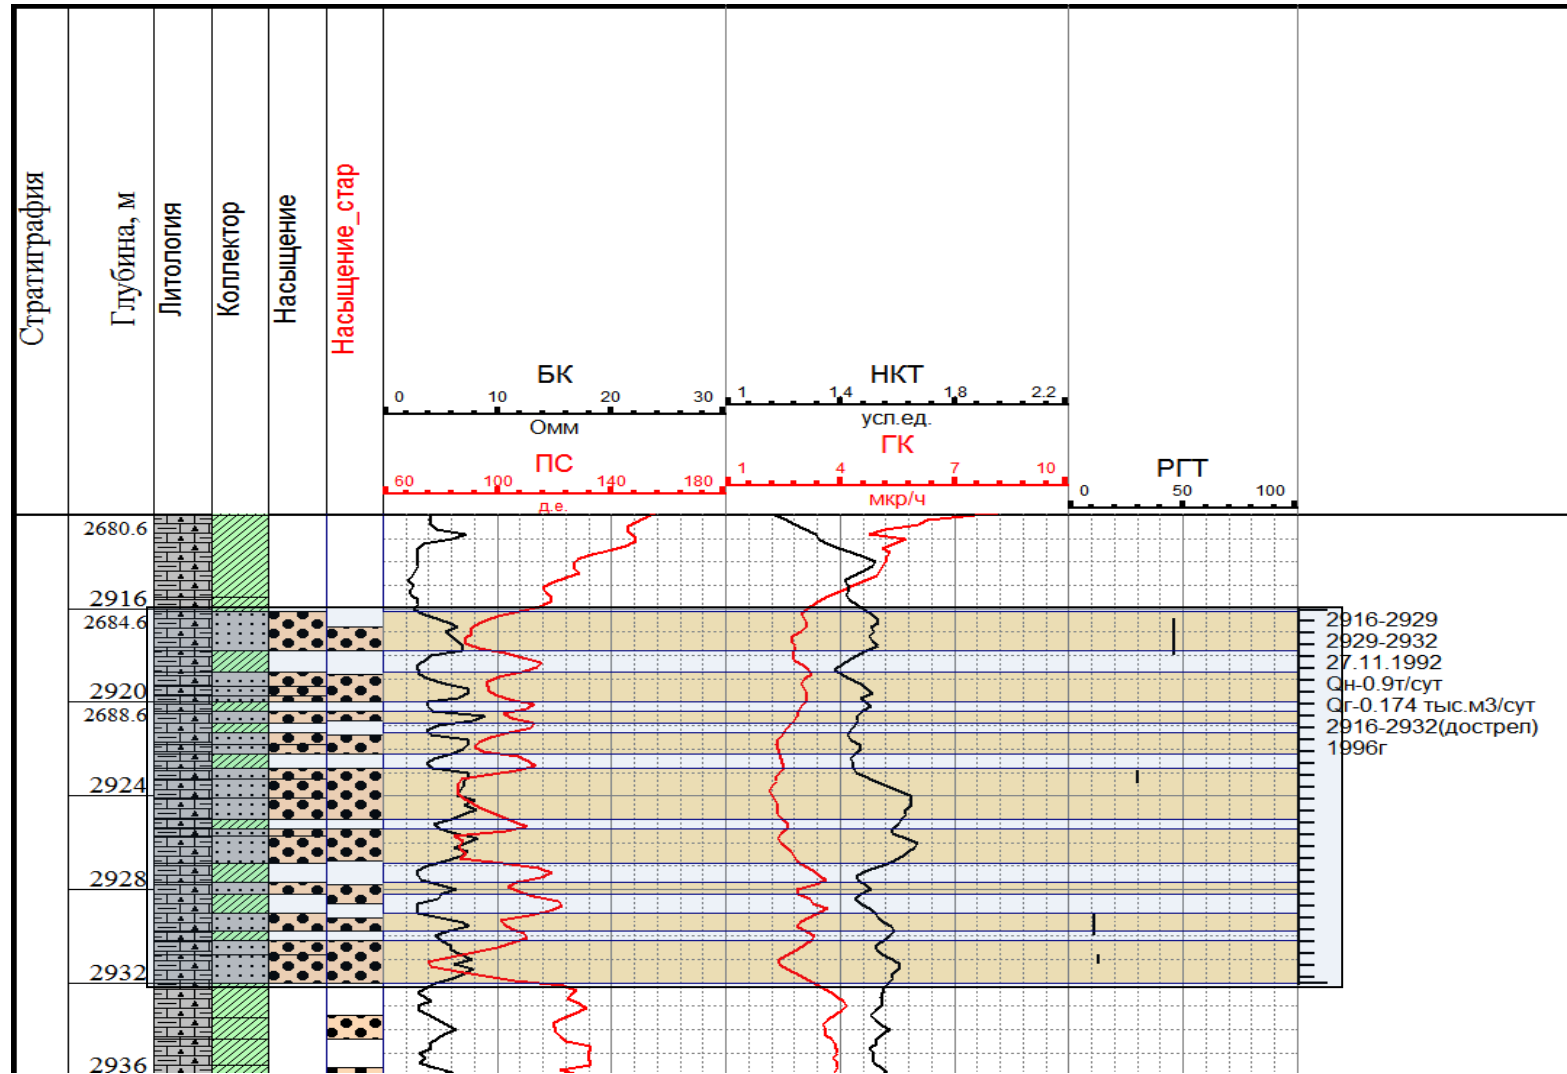 Стратиграфия
Глубина, м
Литология
Коллектор
Насыщение
Насыщение_стар
БК
0 10 20 30
Омм
ПС
60 100 140 180
д.е.
НКТ
1 1.4 1.8 2.2
усл.ед.
ГК
1 4 7 10
мкр/ч
РГТ
0 50 100
2680.6
2916
2684.6
2920
2688.6
2924
2928
2932
2936
2916-2929
2929-2932
27.11.1992
Qн-0.9т/сут
Qг-0.174 тыс.м3/сут
2916-2932(дострел)
1996г